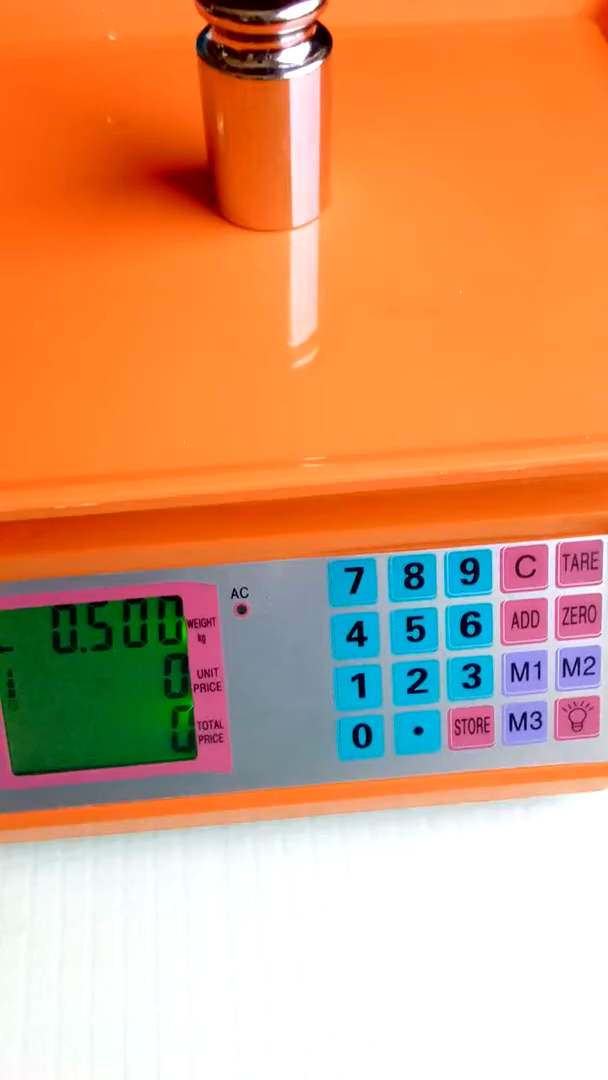 0.500
WEIGHT
kg
0
UNIT
PRICE
0
TOTAL
PRICE
AC
7 8 9 C TARE
4 5 6 ADD ZERO
1 2 3 M1 M2
0 . STORE M3